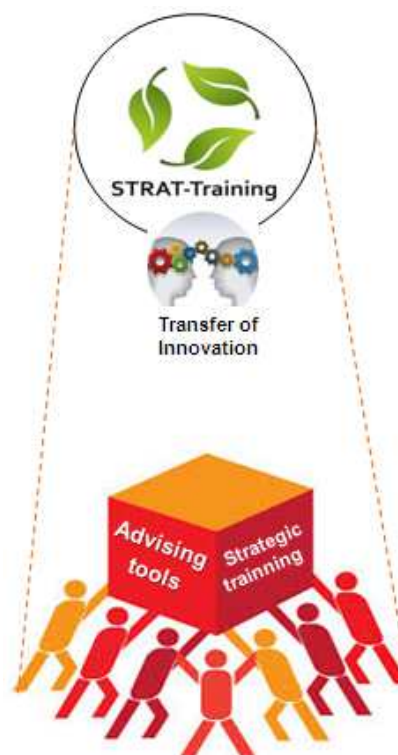 STRAT-Training
Transfer of
Innovation
Advising
tools
Strategic
trainning